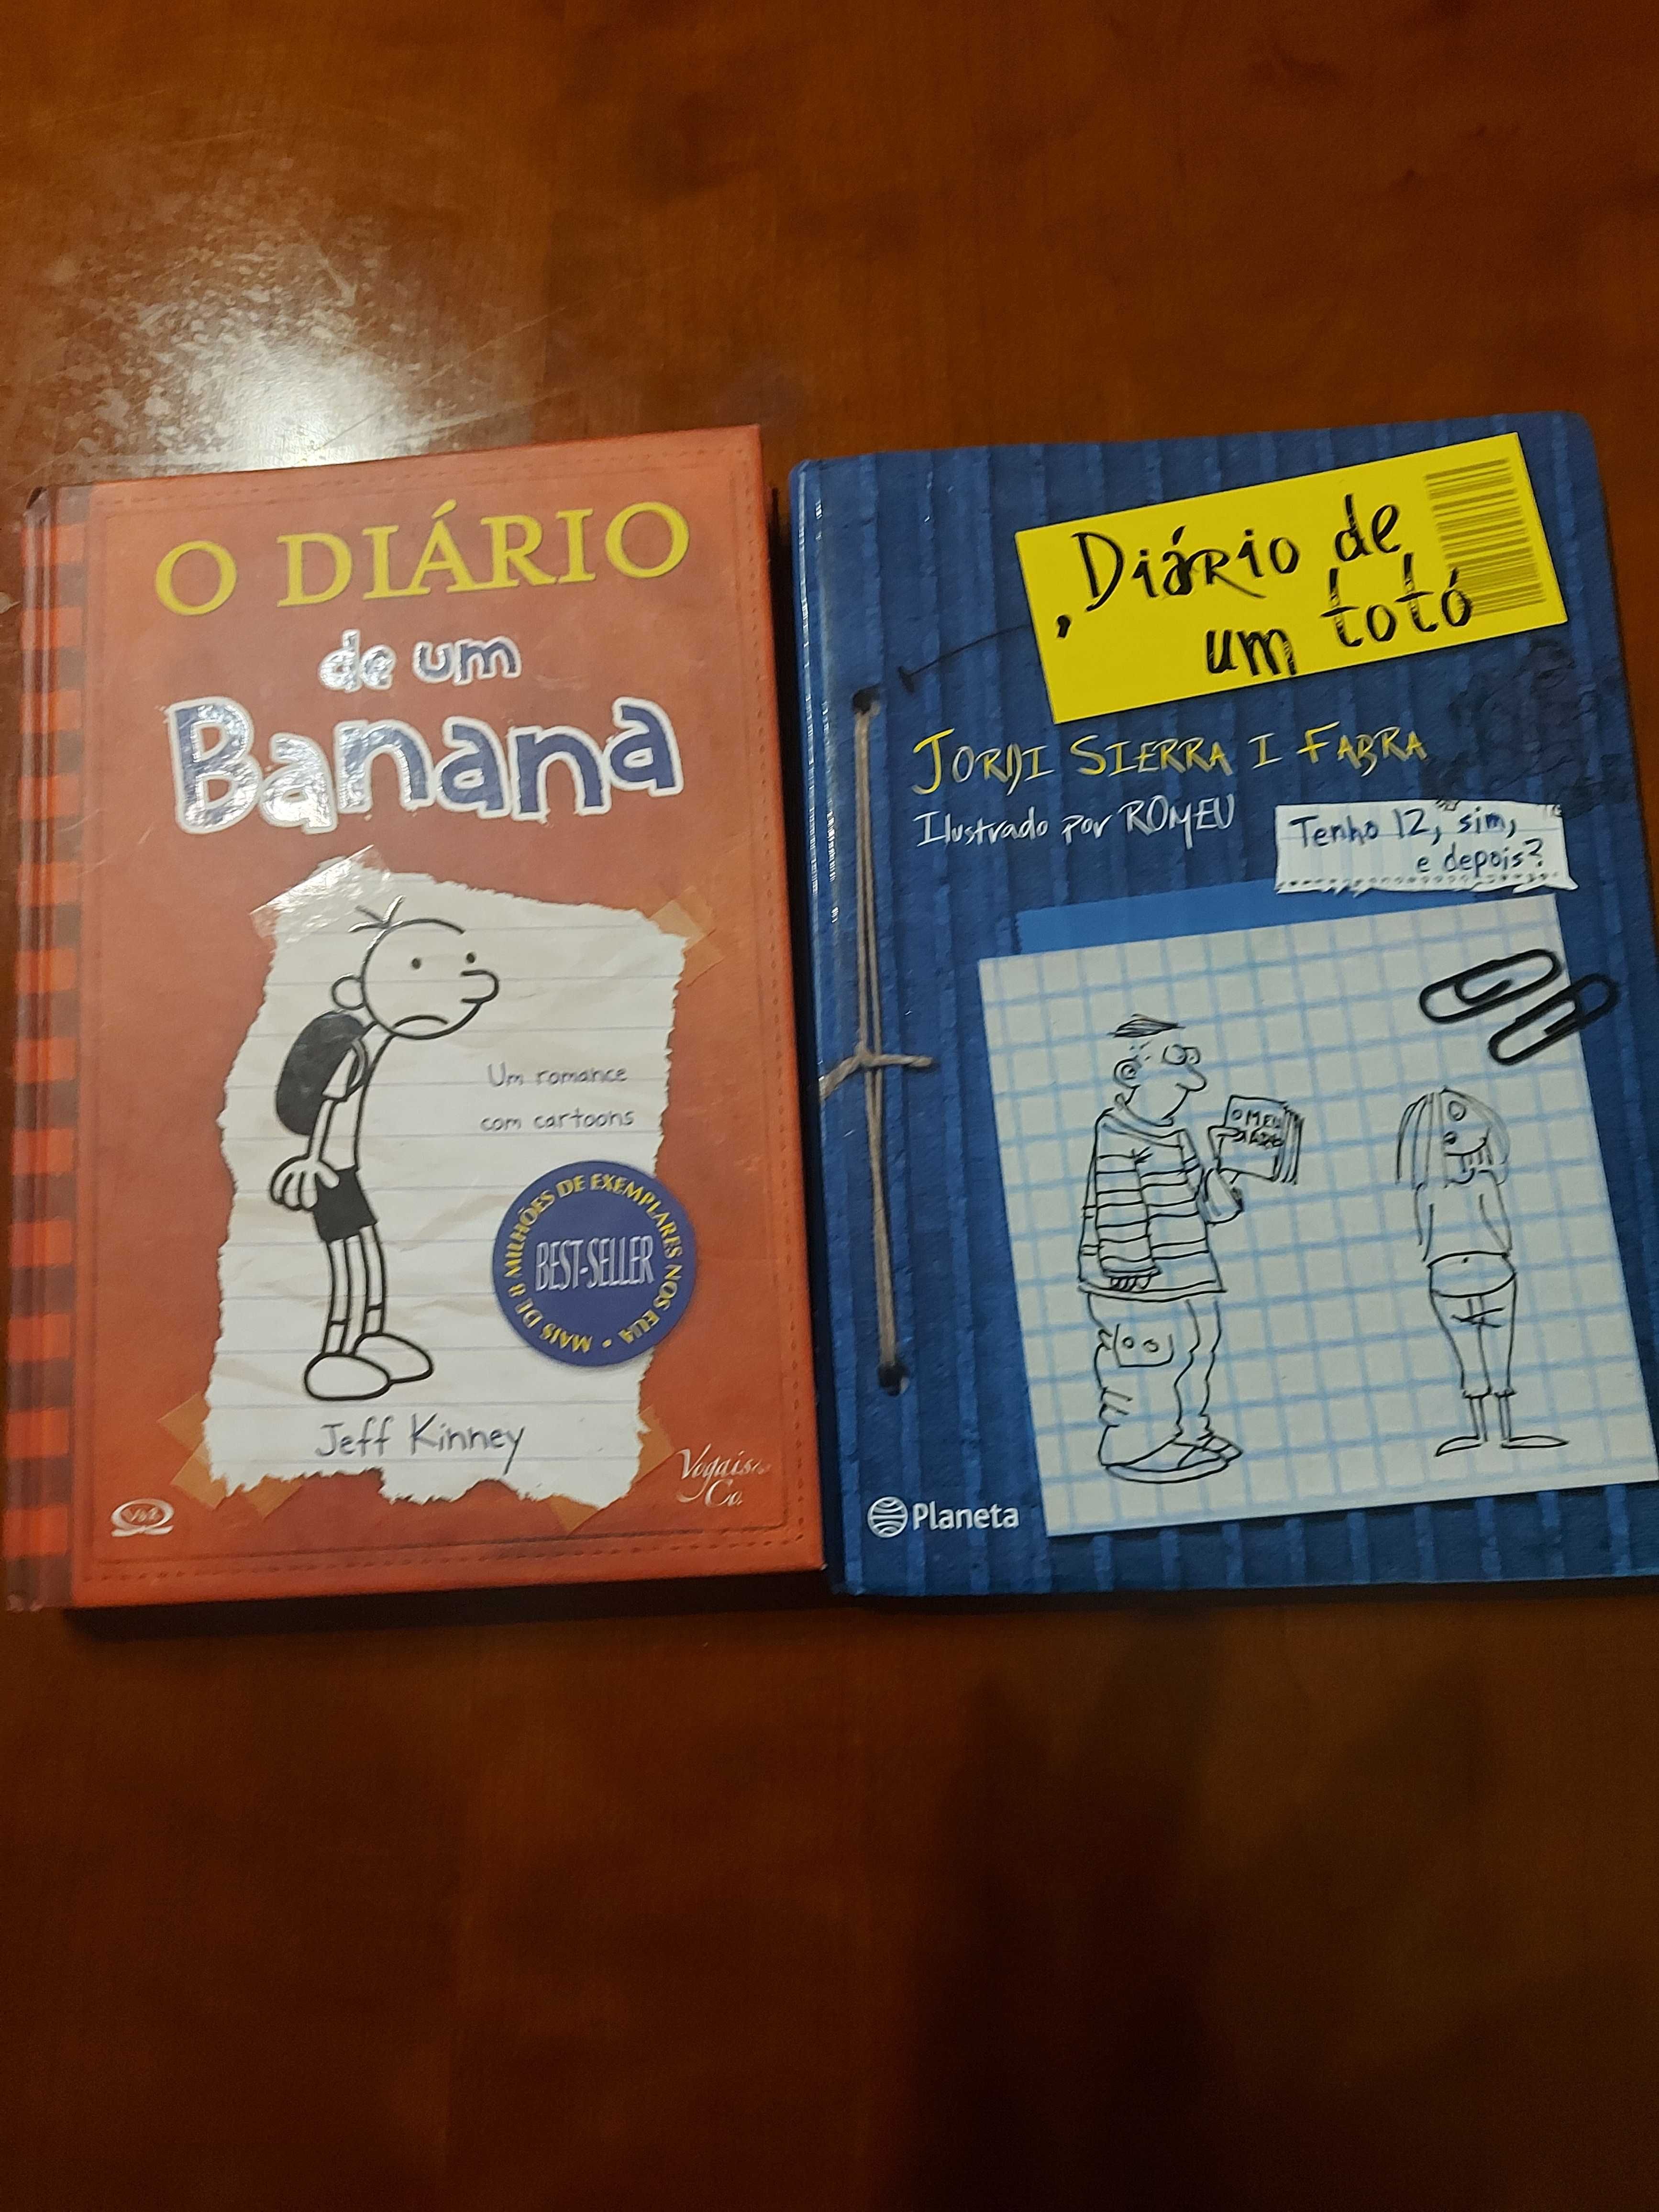 O DIÁRIO
de um
Banana
Um romance
com cartoons
MAIS DE 8 MILHÕES DE EXEMPLARES NOS EUA •
BEST-SELLER
Jeff Kinney
V&R
Vogais & Co.
Diário de
um totó
JORDI SIERRA I FABRA
Ilustrado por ROMEU
Tenho 12, sim,
e depois?
O MEU
Planeta